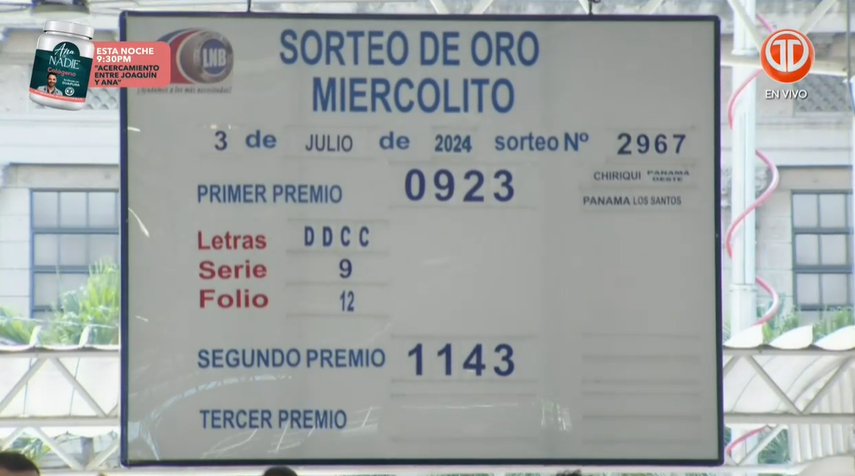 Ana
NADIE
Colágeno
ESTA NOCHE
9:30PM
"ACERCAMIENTO
ENTRE JOAQUÍN
Y ANA"
EN VIVO
LNB
SORTEO DE ORO
MIERCOLITO
3 de JULIO de 2024 sorteo Nº 2967
PRIMER PREMIO 0923
CHIRIQUI PANAMÁ OESTE
PANAMA LOS SANTOS
Letras DDCC
Serie 9
Folio 12
SEGUNDO PREMIO 1143
TERCER PREMIO